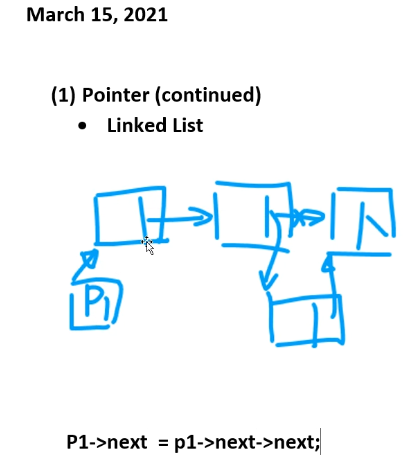 March 15, 2021
(1) Pointer (continued)
• Linked List
P1
P1->next = p1->next->next;